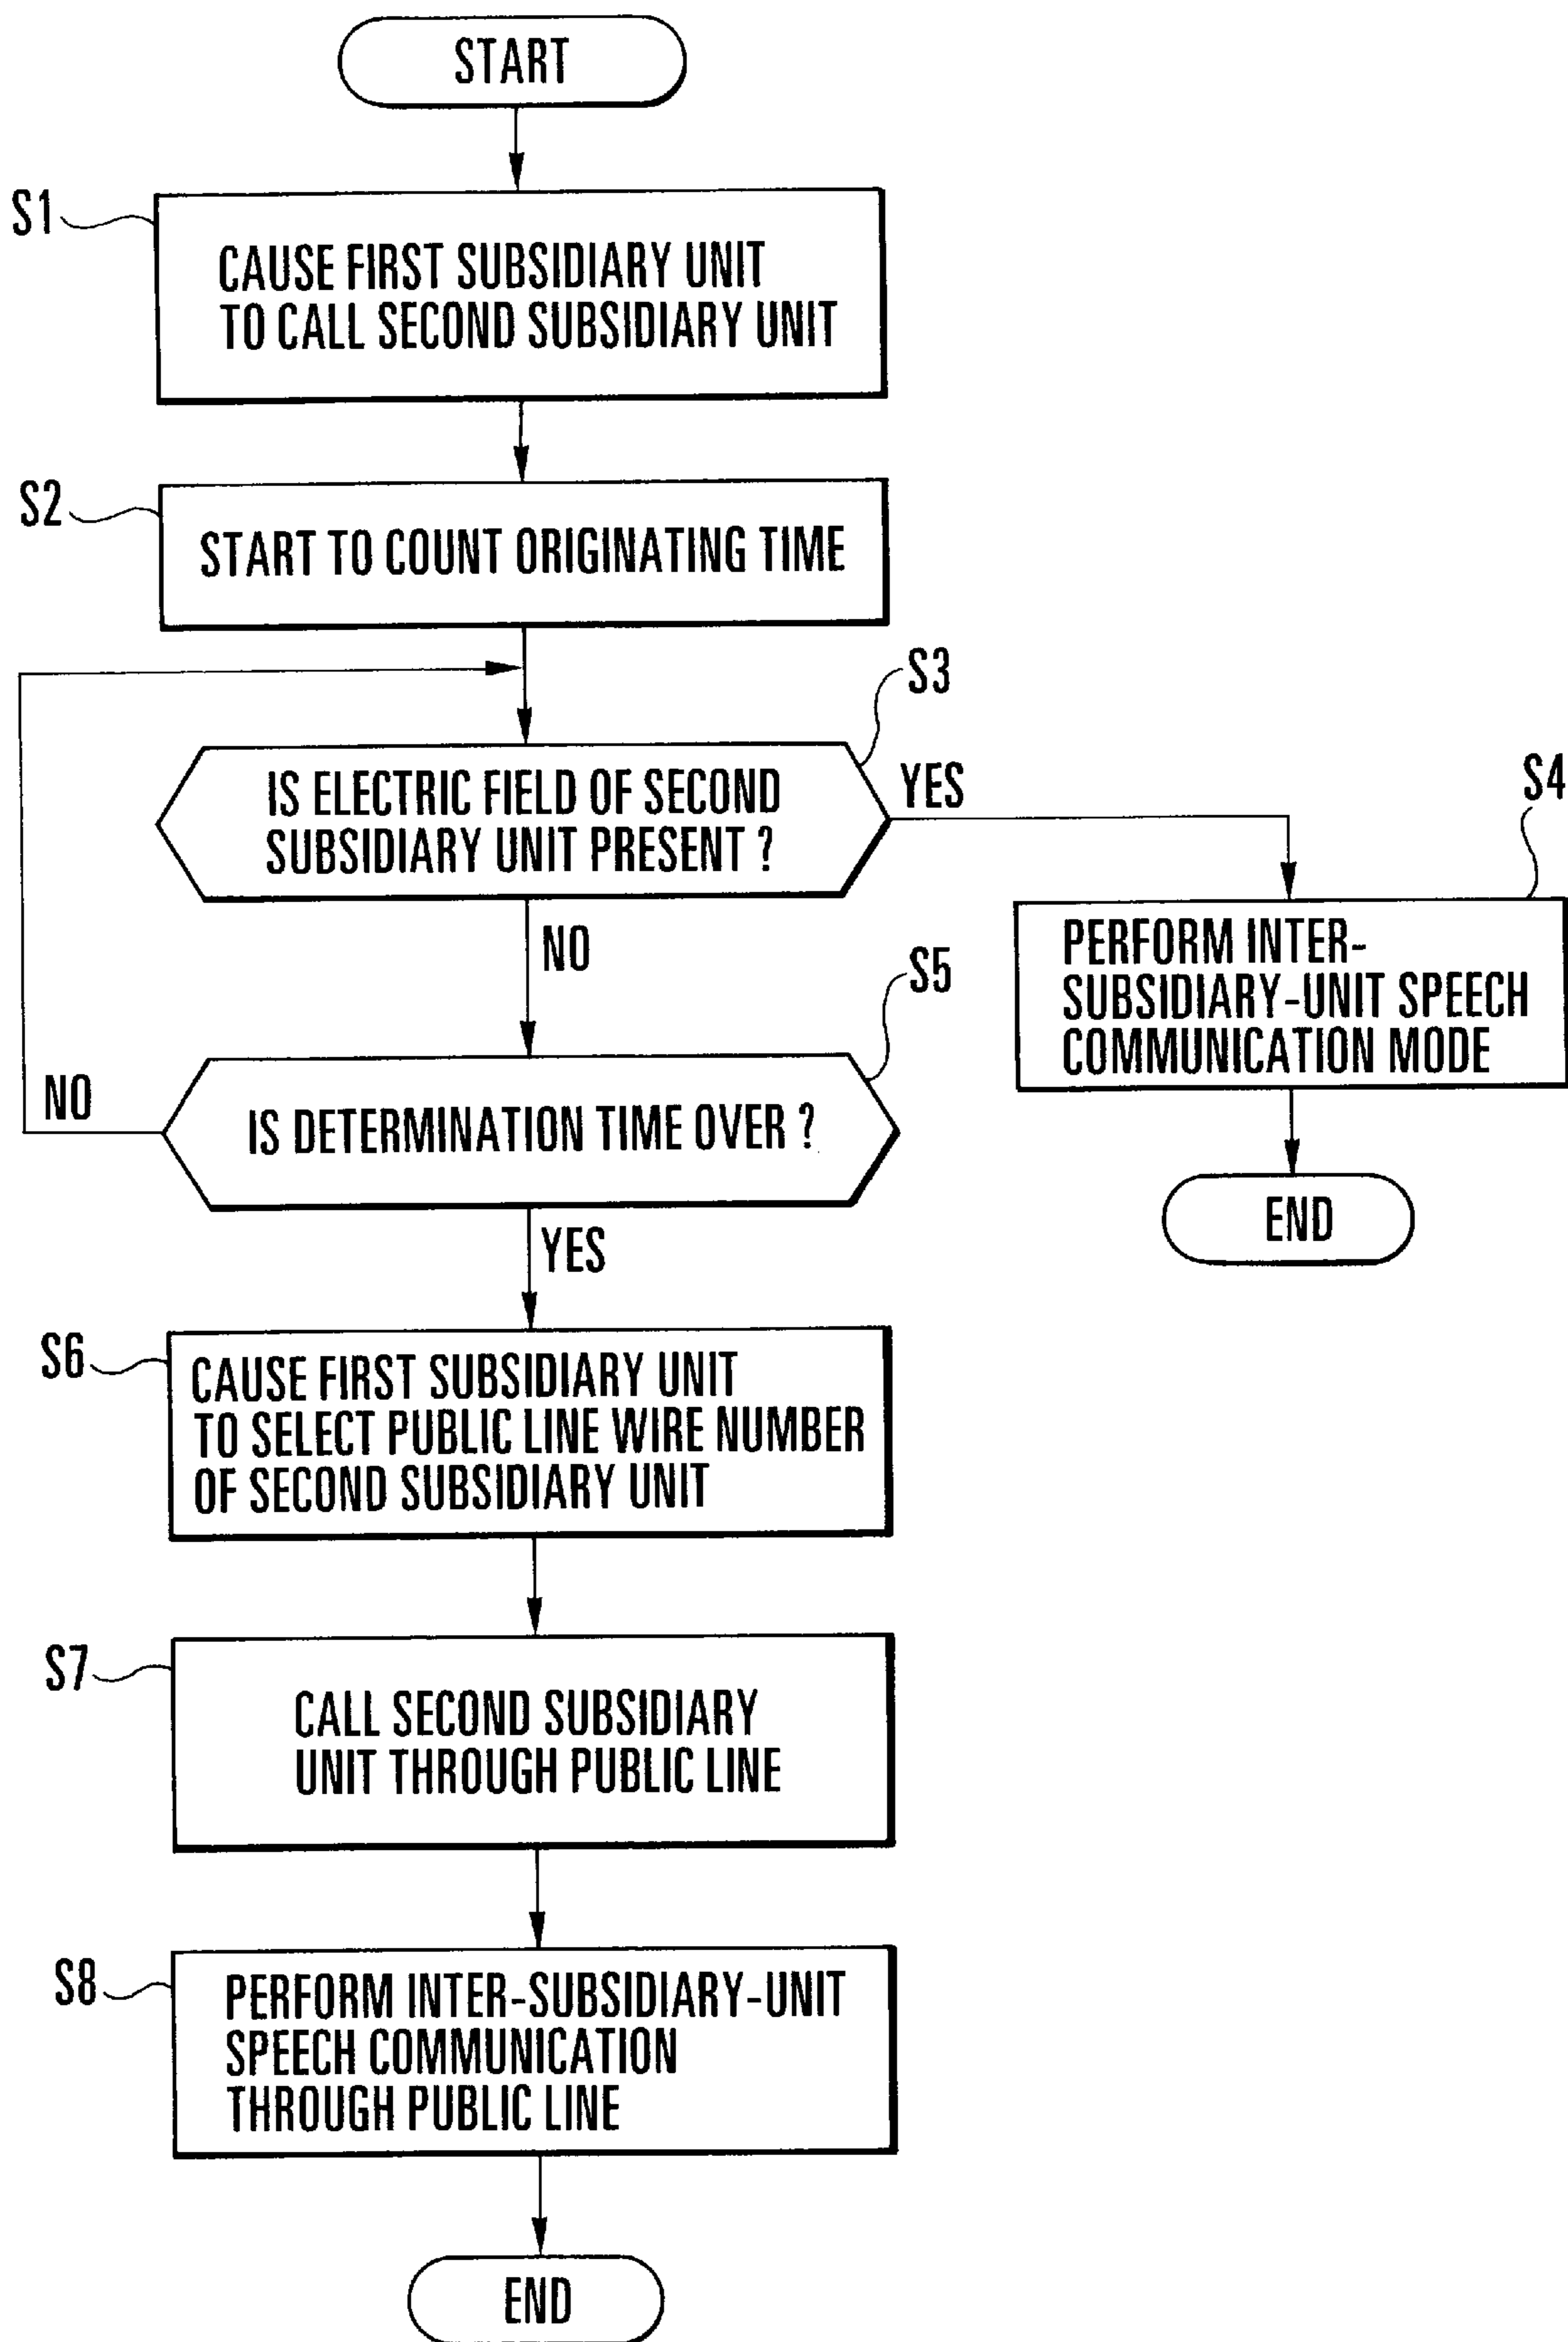 START
S1
CAUSE FIRST SUBSIDIARY UNIT
TO CALL SECOND SUBSIDIARY UNIT
S2
START TO COUNT ORIGINATING TIME
S3
IS ELECTRIC FIELD OF SECOND
SUBSIDIARY UNIT PRESENT ?
YES
NO
S4
PERFORM INTER-
SUBSIDIARY-UNIT SPEECH
COMMUNICATION MODE
END
S5
IS DETERMINATION TIME OVER ?
NO
YES
S6
CAUSE FIRST SUBSIDIARY UNIT
TO SELECT PUBLIC LINE WIRE NUMBER
OF SECOND SUBSIDIARY UNIT
S7
CALL SECOND SUBSIDIARY
UNIT THROUGH PUBLIC LINE
S8
PERFORM INTER-SUBSIDIARY-UNIT
SPEECH COMMUNICATION
THROUGH PUBLIC LINE
END